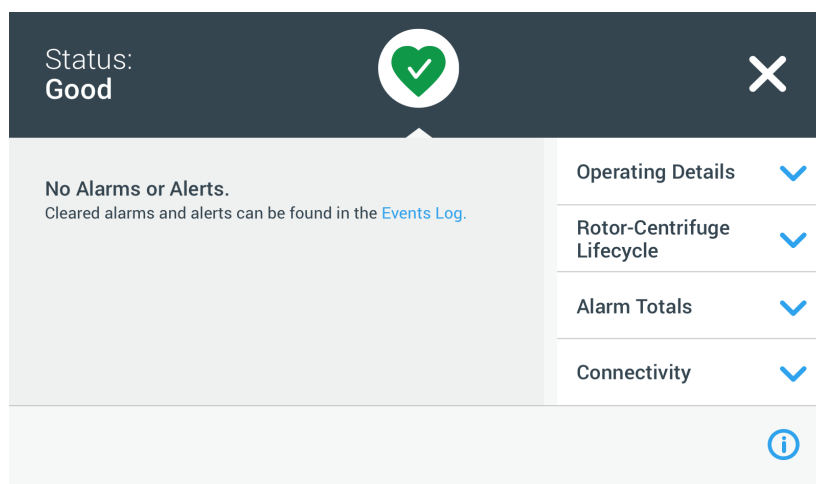 Status:
Good
No Alarms or Alerts.
Cleared alarms and alerts can be found in the Events Log.
Operating Details
Rotor-Centrifuge
Lifecycle
Alarm Totals
Connectivity